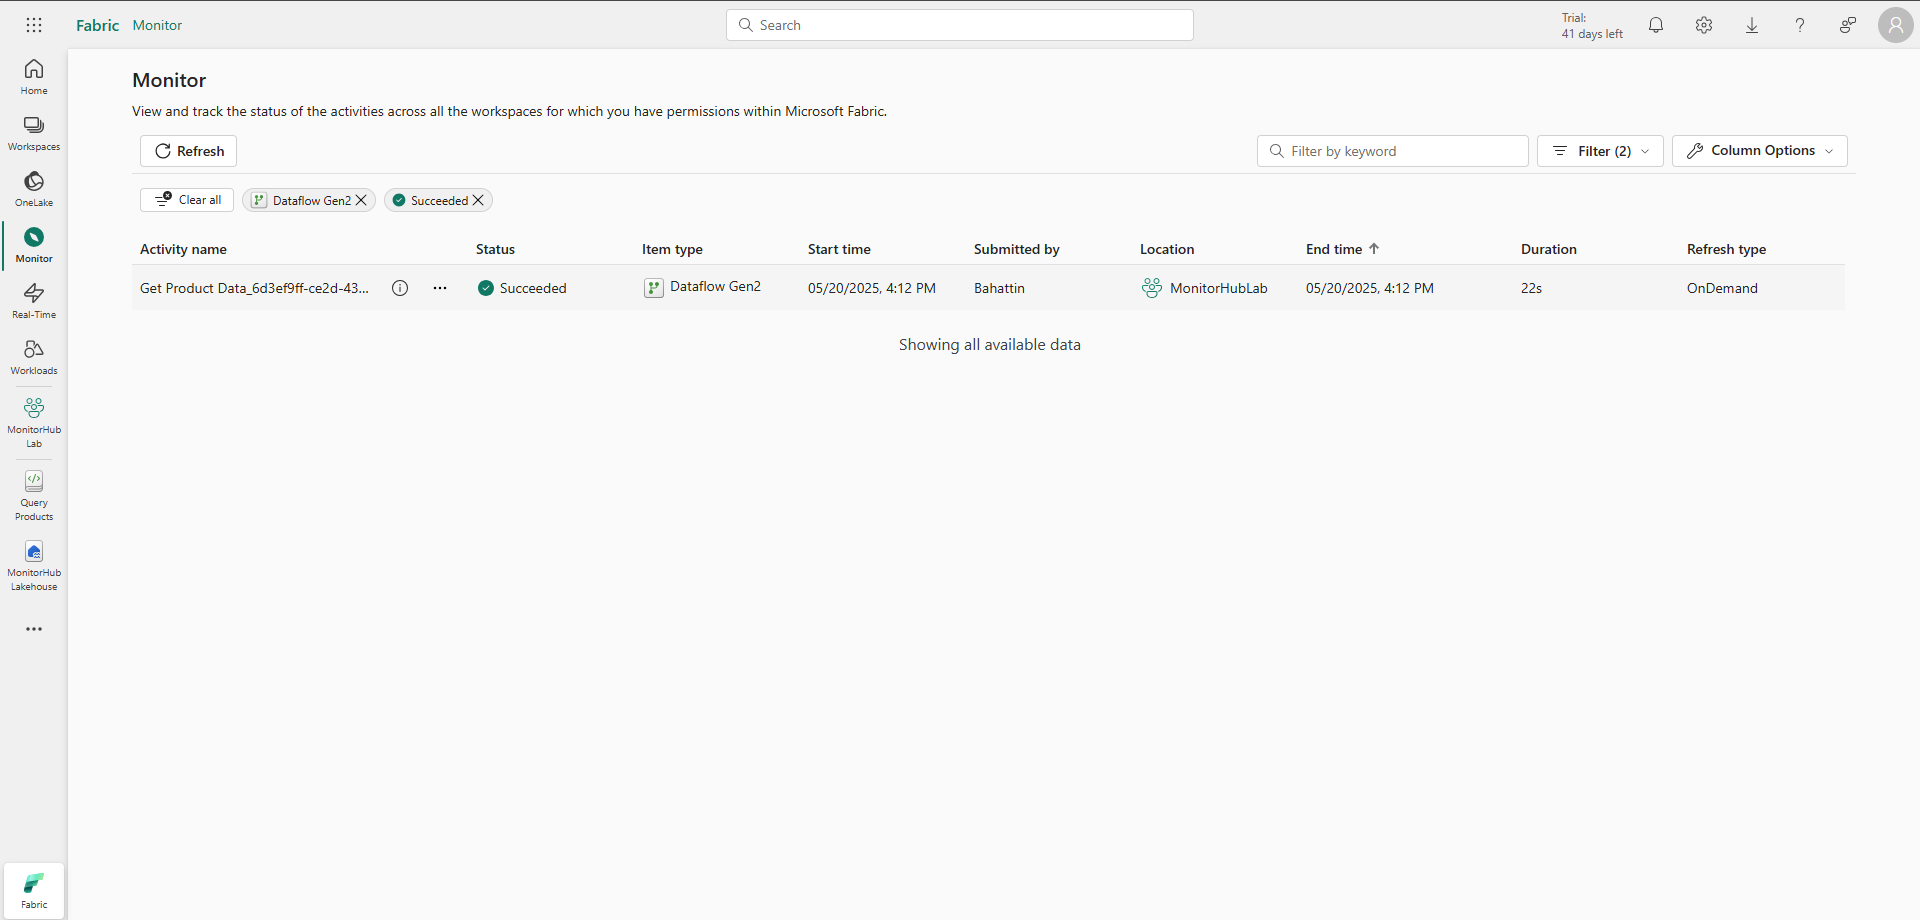 Fabric Monitor
Search
Trial:
41 days left
Home
Workspaces
OneLake
Monitor
Real-Time
Workloads
MonitorHub
Lab
Query
Products
MonitorHub
Lakehouse
Fabric
Monitor
View and track the status of the activities across all the workspaces for which you have permissions within Microsoft Fabric.
Refresh
Filter by keyword
Filter (2)
Column Options
Clear all
Dataflow Gen2
Succeeded
Activity name Status Item type Start time Submitted by Location End time Duration Refresh type
Get Product Data_6d3ef9ff-ce2d-43... Succeeded Dataflow Gen2 05/20/2025, 4:12 PM Bahattin MonitorHubLab 05/20/2025, 4:12 PM 22s OnDemand
Showing all available data